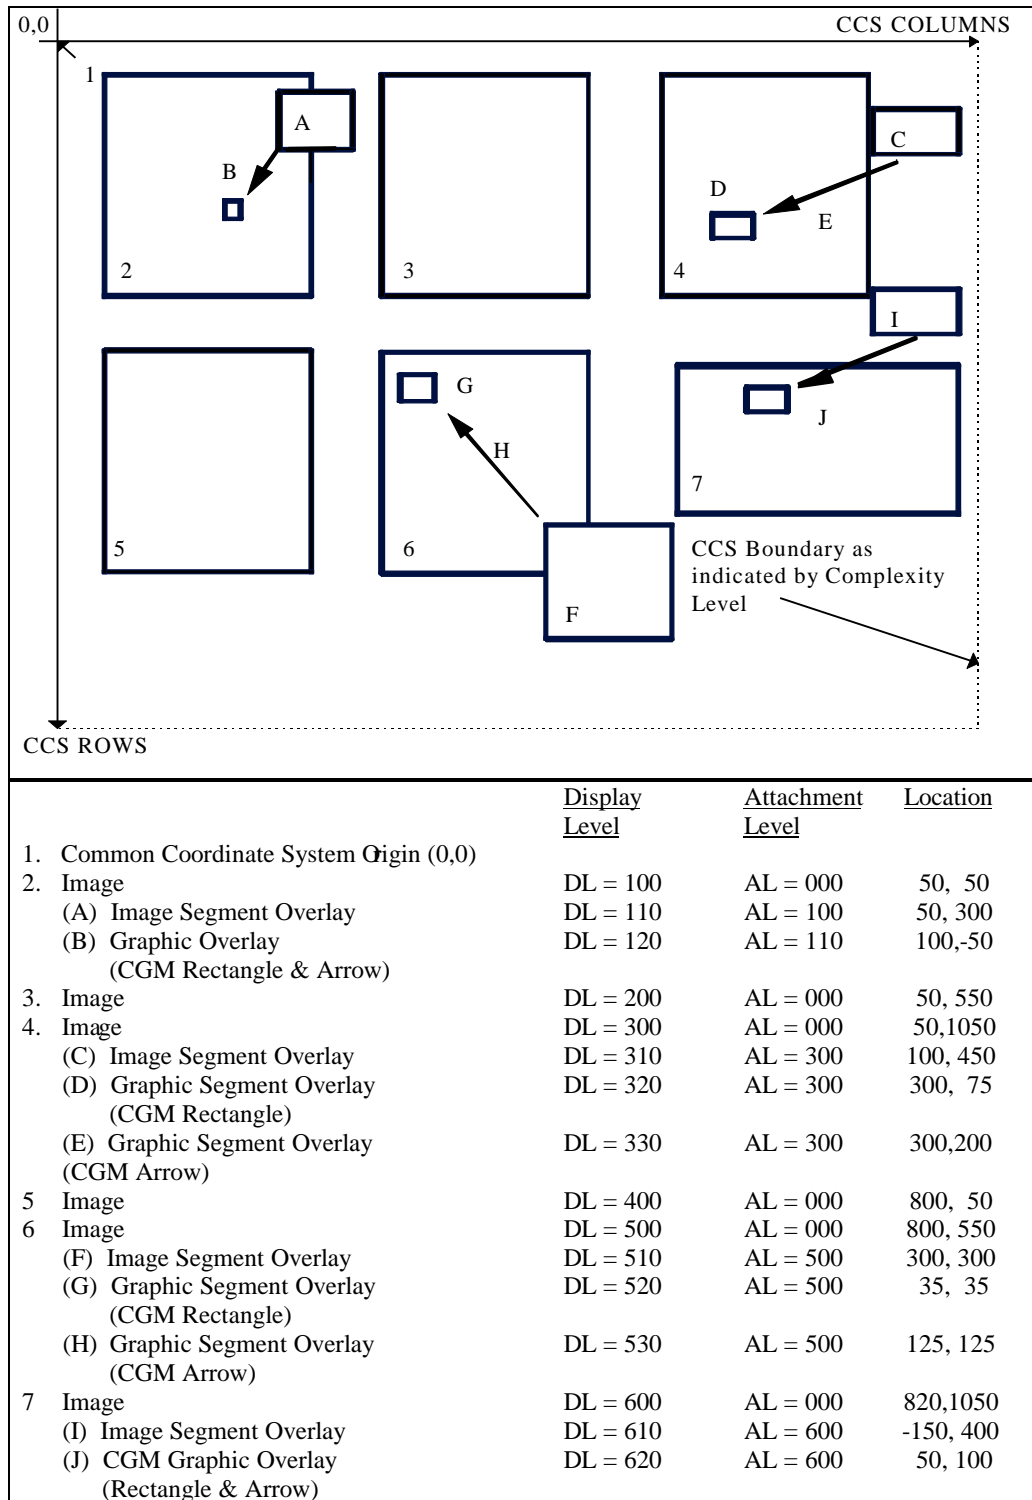 0,0
CCS COLUMNS
1
A
B
2
3
C
D
E
4
I
G
H
J
7
5
6
F
CCS Boundary as
indicated by Complexity
Level
CCS ROWS
Display Attachment Location
Level Level
1. Common Coordinate System Origin (0,0)
2. Image DL = 100 AL = 000 50, 50
(A) Image Segment Overlay DL = 110 AL = 100 50, 300
(B) Graphic Overlay DL = 120 AL = 110 100,-50
(CGM Rectangle & Arrow)
3. Image DL = 200 AL = 000 50, 550
4. Image DL = 300 AL = 000 50,1050
(C) Image Segment Overlay DL = 310 AL = 300 100, 450
(D) Graphic Segment Overlay DL = 320 AL = 300 300, 75
(CGM Rectangle)
(E) Graphic Segment Overlay DL = 330 AL = 300 300,200
(CGM Arrow)
5 Image DL = 400 AL = 000 800, 50
6 Image DL = 500 AL = 000 800, 550
(F) Image Segment Overlay DL = 510 AL = 500 300, 300
(G) Graphic Segment Overlay DL = 520 AL = 500 35, 35
(CGM Rectangle)
(H) Graphic Segment Overlay DL = 530 AL = 500 125, 125
(CGM Arrow)
7 Image DL = 600 AL = 000 820,1050
(I) Image Segment Overlay DL = 610 AL = 600 -150, 400
(J) CGM Graphic Overlay DL = 620 AL = 600 50, 100
(Rectangle & Arrow)